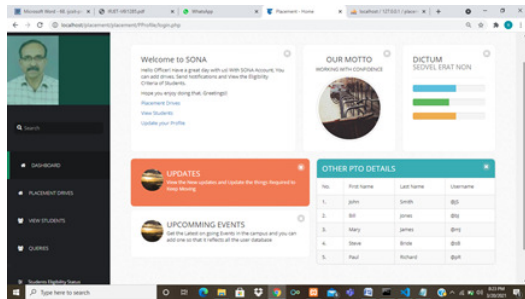 Microsoft Word - 48. josh u
WhatsApp
Placement - Home
localhost / 127.0.0.1 / placem
localhost/placement/placement/PProfile/login.php
Search
DASHBOARD
PLACEMENT DRIVES
VIEW STUDENTS
QUERIES
Students Eligibility Status
Welcome to SONA
Hello Officer! Have a great day with us! With SONA Account, You
can add drives, Send Notifications and View the Eligibility
Criteria of Students.
Hope you enjoy doing that. Greetings!!
Placement Drives
View Students
Update your Profile
OUR MOTTO
WORKING WITH CONFIDENCE
DICTUM
SEDVEL ERAT NON
UPDATES
View the New updates and Update the things Required to
Keep Moving
UPCOMMING EVENTS
Get the Latest on going Events in the campus and you can
add one so that it reflects all the user database
OTHER PTO DETAILS
No. First Name Last Name Username
1. John Smith @JS
2. Bill Jones @bj
3. Mary James @mj
4. Steve Bride @sB
5. Paul Richard @pR
Type here to search
8:23 PM